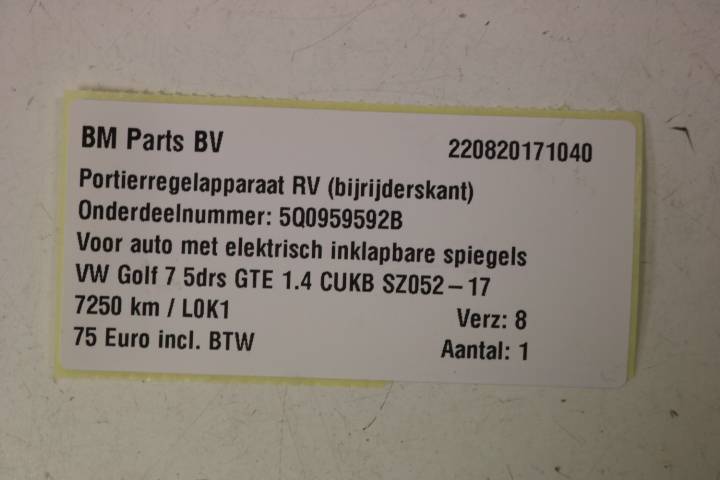 BM Parts BV 220820171040
Portierregelapparaat RV (bijrijderskant)
Onderdeelnummer: 5Q0959592B
Voor auto met elektrisch inklapbare spiegels
VW Golf 7 5drs GTE 1.4 CUKB SZ052 – 17
7250 km / L0K1 Verz: 8
75 Euro incl. BTW Aantal: 1